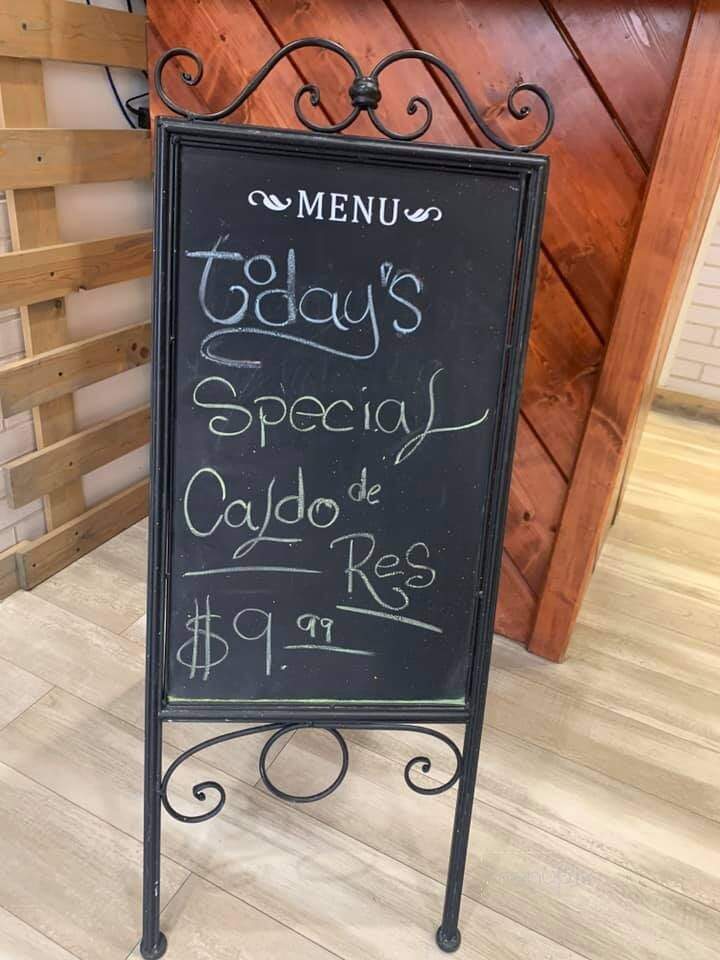 MENU
Today's
Special
Caldo de
Res
$9.99